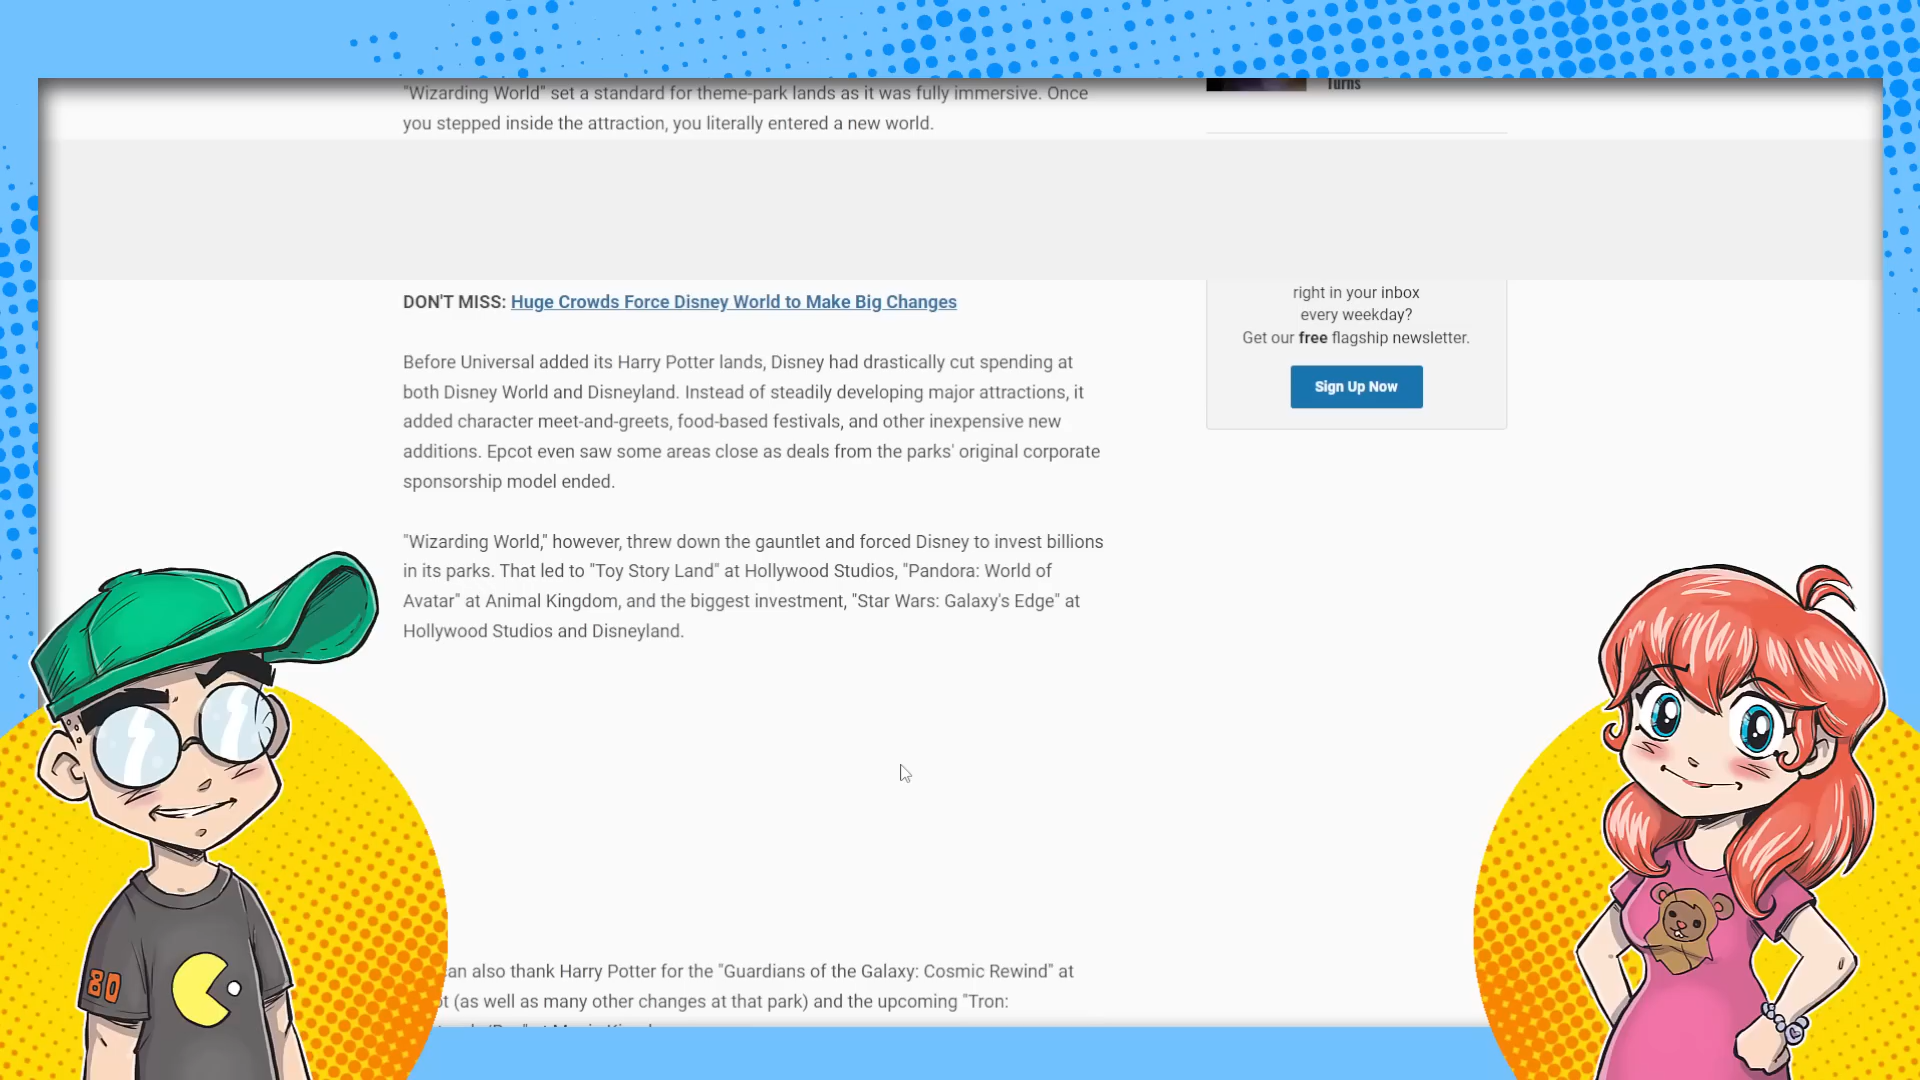 "Wizarding World" set a standard for theme-park lands as it was fully immersive. Once
you stepped inside the attraction, you literally entered a new world.
Turns
DON'T MISS: Huge Crowds Force Disney World to Make Big Changes
right in your inbox
every weekday?
Get our free flagship newsletter.
Sign Up Now
Before Universal added its Harry Potter lands, Disney had drastically cut spending at
both Disney World and Disneyland. Instead of steadily developing major attractions, it
added character meet-and-greets, food-based festivals, and other inexpensive new
additions. Epcot even saw some areas close as deals from the parks' original corporate
sponsorship model ended.
"Wizarding World," however, threw down the gauntlet and forced Disney to invest billions
in its parks. That led to "Toy Story Land" at Hollywood Studios, "Pandora: World of
Avatar" at Animal Kingdom, and the biggest investment, "Star Wars: Galaxy's Edge" at
Hollywood Studios and Disneyland.
an also thank Harry Potter for the "Guardians of the Galaxy: Cosmic Rewind" at
ot (as well as many other changes at that park) and the upcoming "Tron:
80